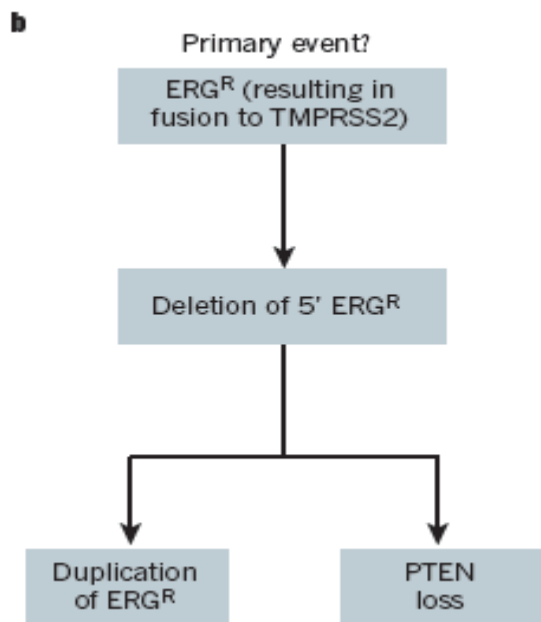 b
Primary event?
ERGᴿ (resulting in
fusion to TMPRSS2)
Deletion of 5' ERGᴿ
Duplication
of ERGᴿ
PTEN
loss